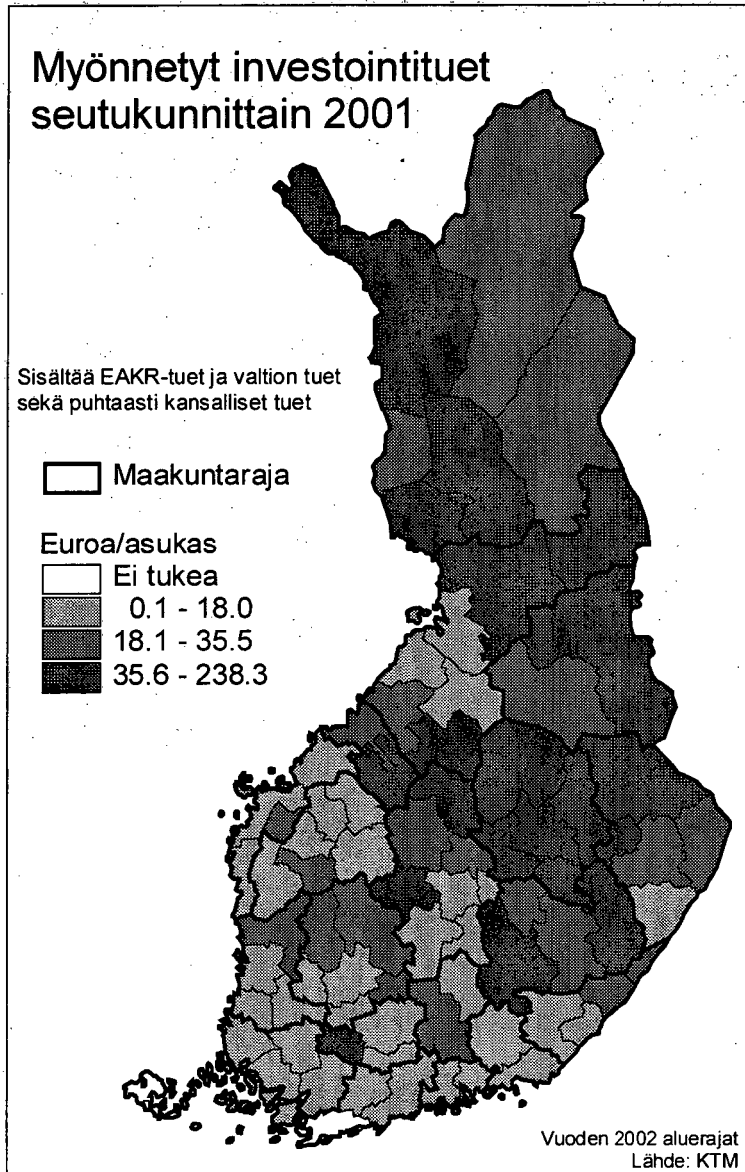 Myönnetyt investointituet
seutukunnittain 2001
Sisältää EAKR-tuet ja valtion tuet
sekä puhtaasti kansalliset tuet
Maakuntaraja
Euroa/asukas
Ei tukea
0.1 - 18.0
18.1 - 35.5
35.6 - 238.3
Vuoden 2002 aluerajat
Lähde: KTM